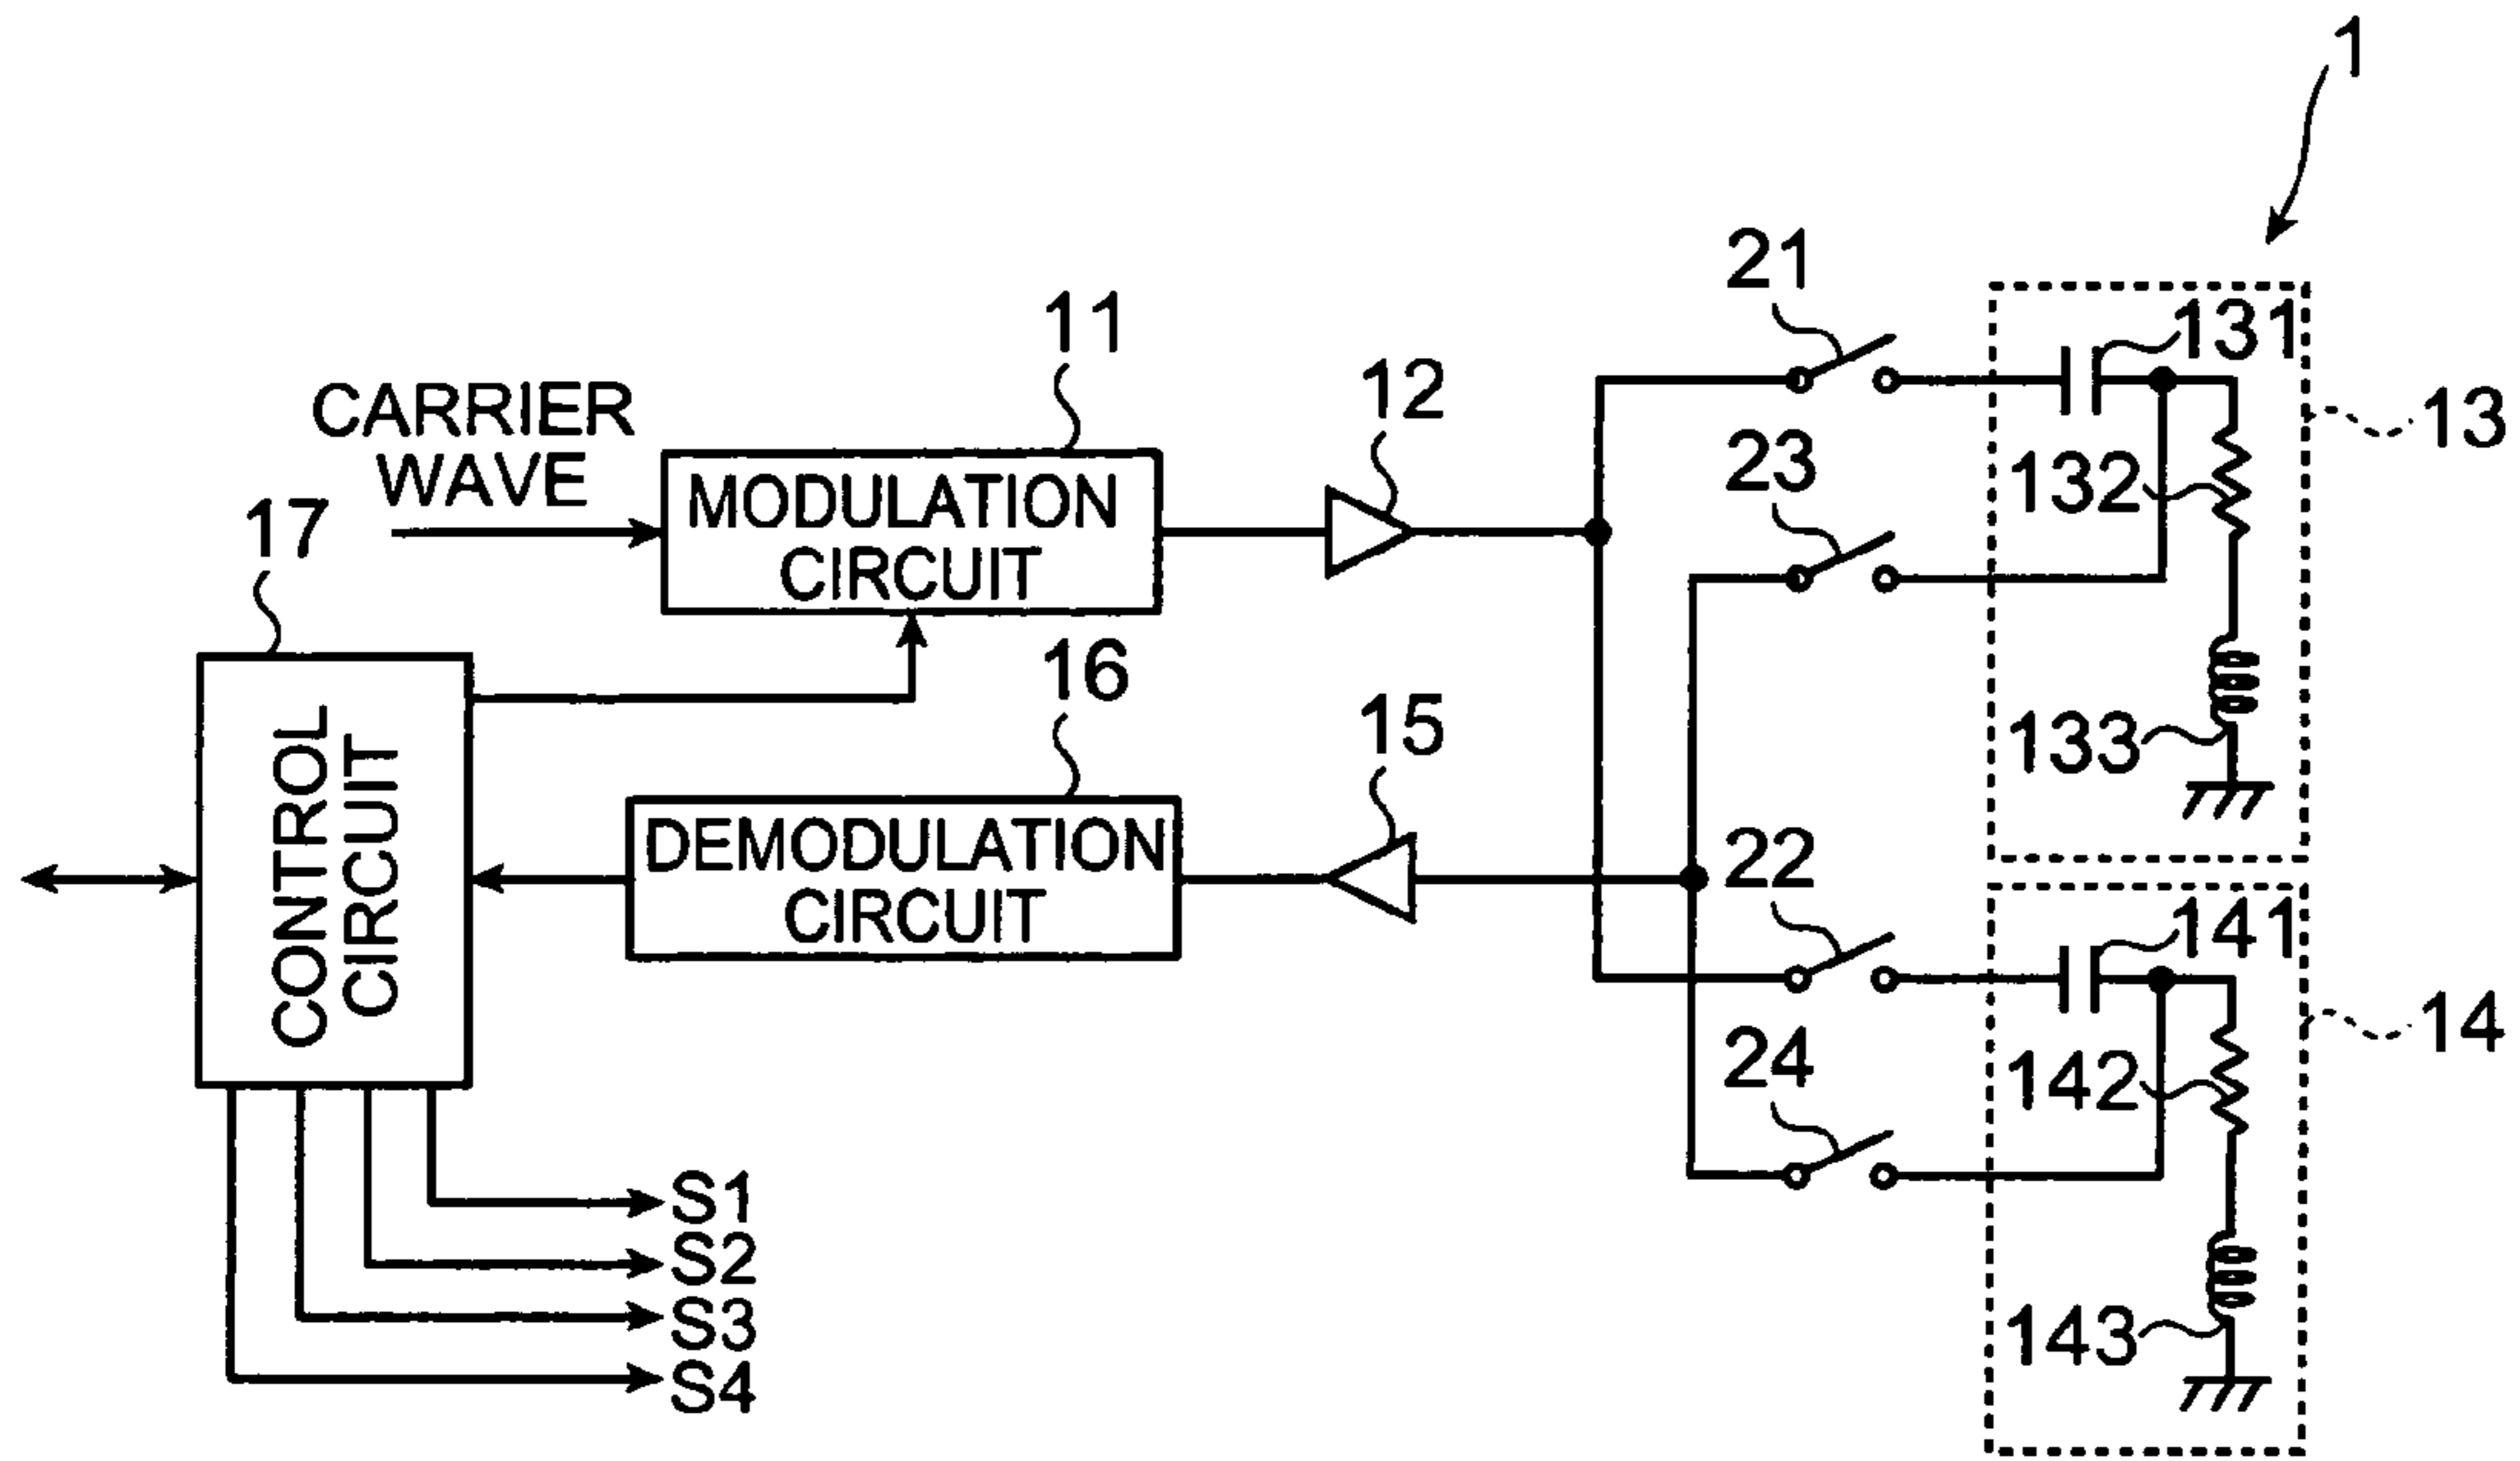 1
21
131
11
12
13
CARRIER
WAVE
23
132
MODULATION
CIRCUIT
17
16
15
133
CONTROL
CIRCUIT
DEMODULATION
CIRCUIT
22
141
14
24
142
S1
S2
S3
S4
143